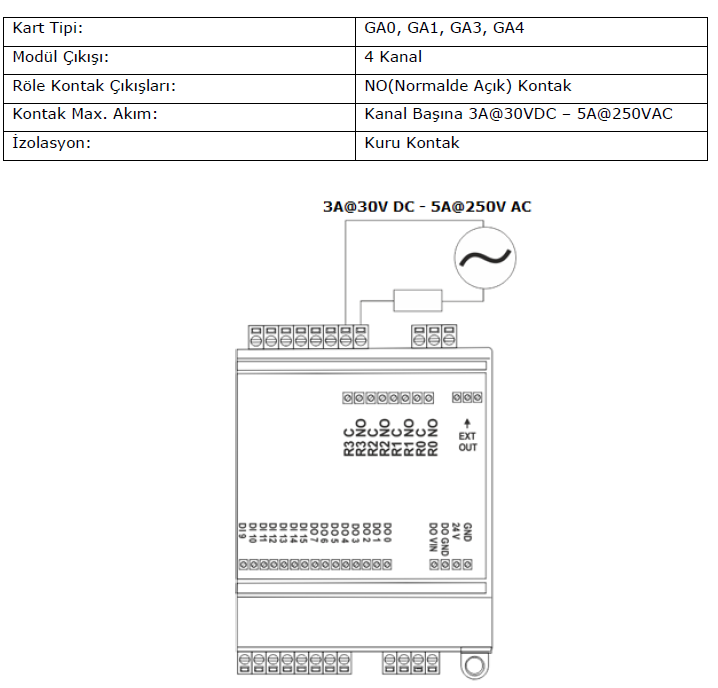 Kart Tipi: GA0, GA1, GA3, GA4
Modül Çıkışı: 4 Kanal
Röle Kontak Çıkışları: NO(Normalde Açık) Kontak
Kontak Max. Akım: Kanal Başına 3A@30VDC – 5A@250VAC
İzolasyon: Kuru Kontak
3A@30V DC - 5A@250V AC
R3 C
R3 NO
R2 C
R2 NO
R1 C
R1 NO
R0 C
R0 NO
EXT
OUT
DI 9
DI 10
DI 11
DI 12
DI 13
DI 14
DI 15
DO 7
DO 6
DO 5
DO 4
DO 3
DO 2
DO 1
DO 0
DO VIN
DO GND
24 V
GND